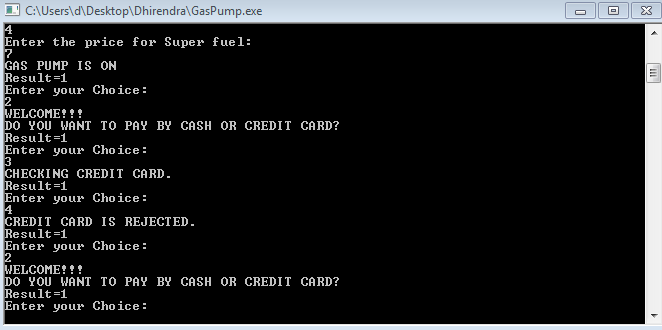 C:\Users\d\Desktop\Dhirendra\GasPump.exe
4
Enter the price for Super fuel:
7
GAS PUMP IS ON
Result=1
Enter your Choice:
2
WELCOME!!!
DO YOU WANT TO PAY BY CASH OR CREDIT CARD?
Result=1
Enter your Choice:
3
CHECKING CREDIT CARD.
Result=1
Enter your Choice:
4
CREDIT CARD IS REJECTED.
Result=1
Enter your Choice:
2
WELCOME!!!
DO YOU WANT TO PAY BY CASH OR CREDIT CARD?
Result=1
Enter your Choice: